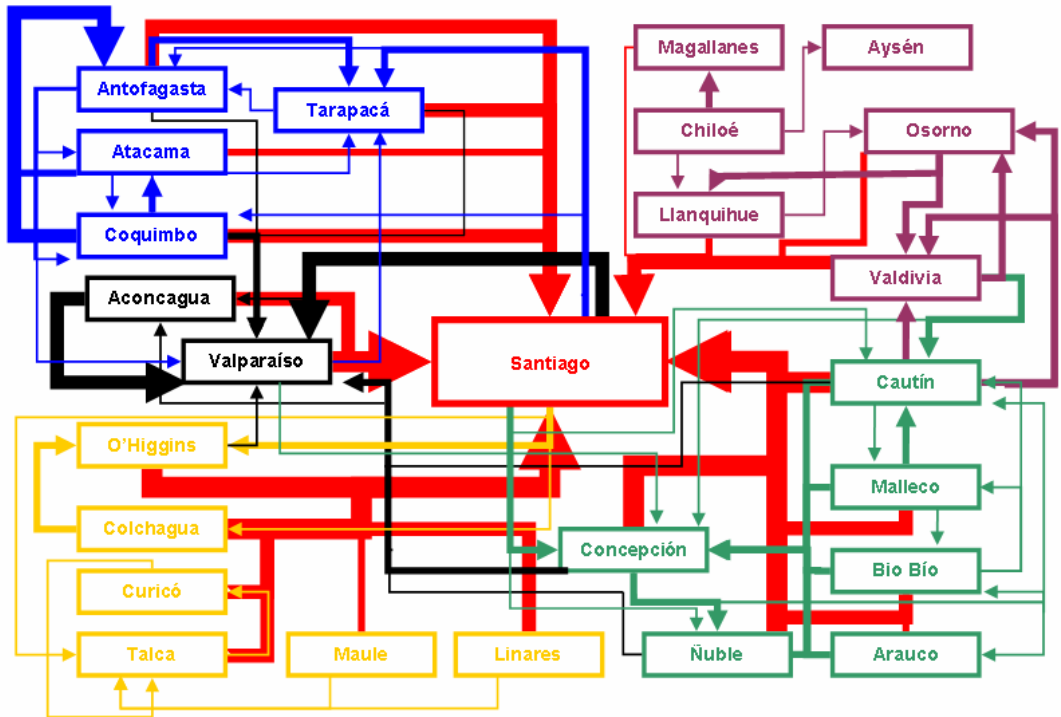 Magallanes
Aysén
Antofagasta
Tarapacá
Chiloé
Osorno
Atacama
Llanquihue
Coquimbo
Valdivia
Aconcagua
Valparaíso
Santiago
Cautín
O'Higgins
Malleco
Colchagua
Concepción
Bio Bío
Curicó
Talca
Maule
Linares
Ñuble
Arauco